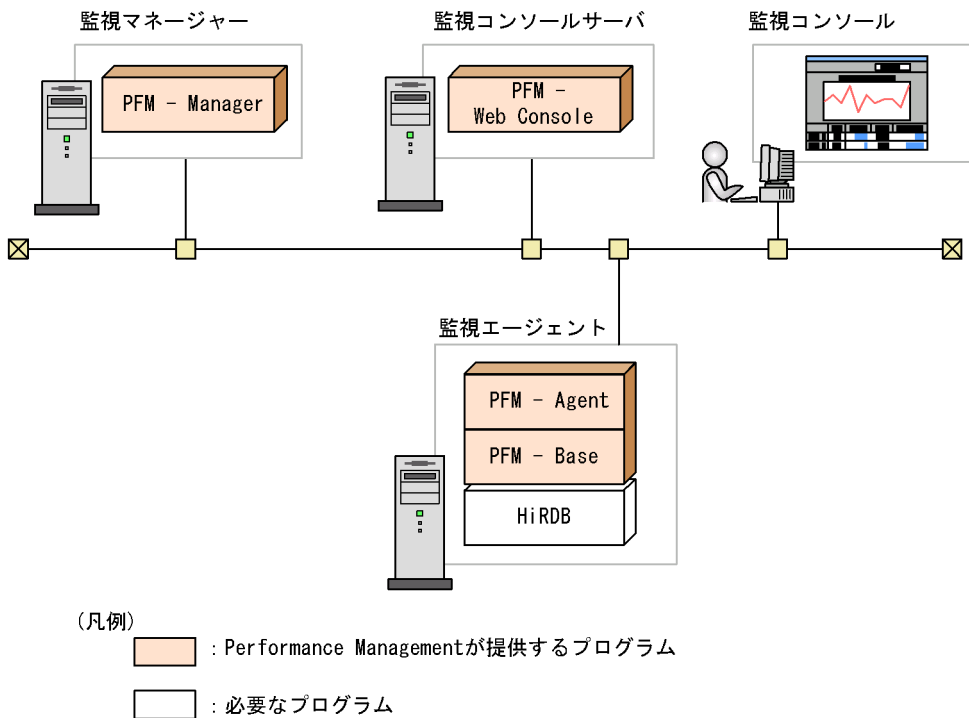 監視マネージャー
監視コンソールサーバ
監視コンソール
PFM - Manager
PFM -
Web Console
監視エージェント
PFM - Agent
PFM - Base
HiRDB
(凡例)
: Performance Managementが提供するプログラム
: 必要なプログラム